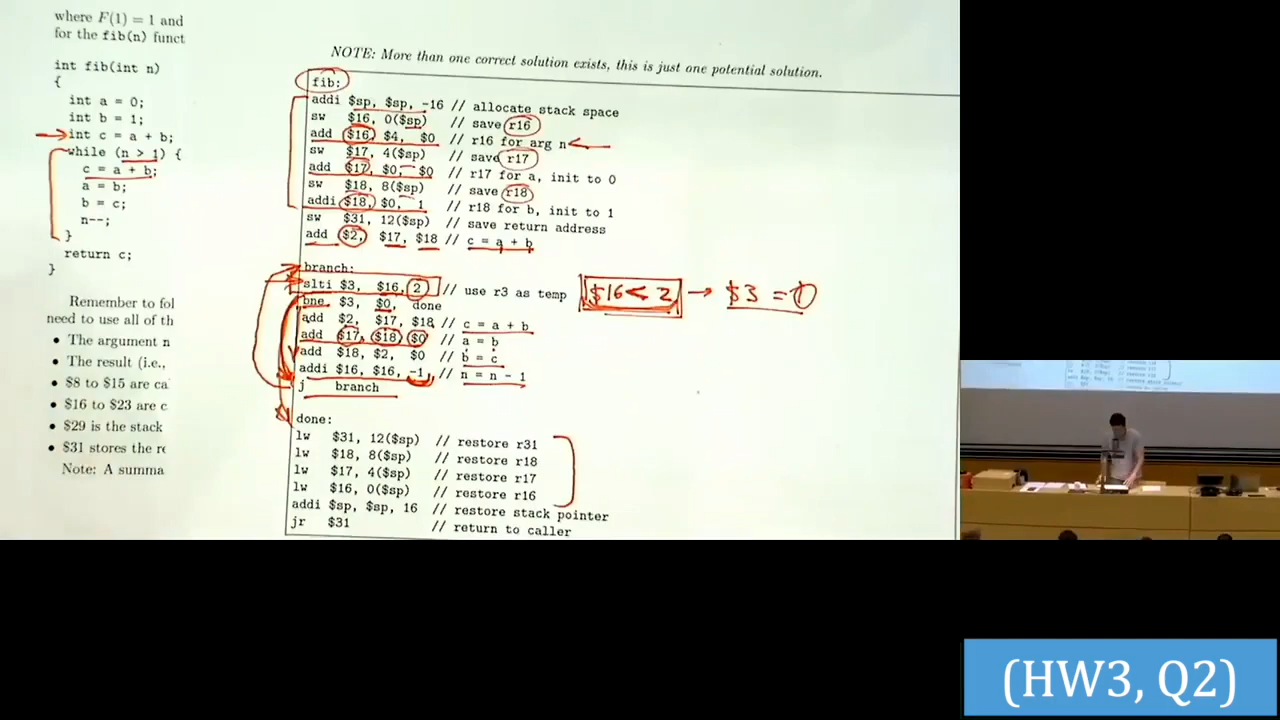 where F(1) = 1 and
for the fib(n) funct
int fib(int n)
{
int a = 0;
int b = 1;
int c = a + b;
while (n > 1) {
c = a + b;
a = b;
b = c;
n--;
}
return c;
}
Remember to fol
need to use all of th
• The argument n
• The result (i.e.,
• $8 to $15 are ca
• $16 to $23 are c
• $29 is the stack
• $31 stores the re
Note: A summa
NOTE: More than one correct solution exists, this is just one potential solution.
fib:
addi $sp, $sp, -16 // allocate stack space
sw $16, 0($sp) // save r16
add $16, $4, $0 // r16 for arg n
sw $17, 4($sp) // save r17
add $17, $0, $0 // r17 for a, init to 0
sw $18, 8($sp) // save r18
addi $18, $0, 1 // r18 for b, init to 1
sw $31, 12($sp) // save return address
add $2, $17, $18 // c = a + b
branch:
slti $3, $16, 2 // use r3 as temp
$16 < 2 → $3 =
bne $3, $0, done
add $2, $17, $18 // c = a + b
add $17, $18, $0 // a = b
add $18, $2, $0 // b = c
addi $16, $16, -1 // n = n - 1
j branch
done:
lw $31, 12($sp) // restore r31
lw $18, 8($sp) // restore r18
lw $17, 4($sp) // restore r17
lw $16, 0($sp) // restore r16
addi $sp, $sp, 16 // restore stack pointer
jr $31 // return to caller
(HW3, Q2)